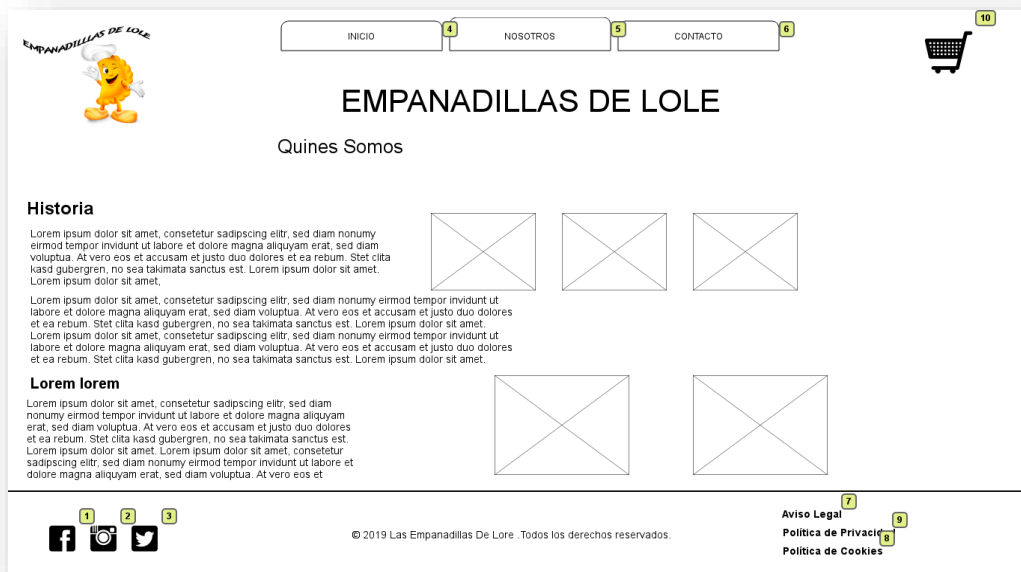 EMPANADILLAS DE LOLE
INICIO
4
NOSOTROS
5
CONTACTO
6
10
EMPANADILLAS DE LOLE
Quines Somos
Historia
Lorem ipsum dolor sit amet, consetetur sadipscing elitr, sed diam nonumy
eirmod tempor invidunt ut labore et dolore magna aliquyam erat, sed diam
voluptua. At vero eos et accusam et justo duo dolores et ea rebum. Stet clita
kasd gubergren, no sea takimata sanctus est. Lorem ipsum dolor sit amet.
Lorem ipsum dolor sit amet,
Lorem ipsum dolor sit amet, consetetur sadipscing elitr, sed diam nonumy eirmod tempor invidunt ut
labore et dolore magna aliquyam erat, sed diam voluptua. At vero eos et accusam et justo duo dolores
et ea rebum. Stet clita kasd gubergren, no sea takimata sanctus est. Lorem ipsum dolor sit amet.
Lorem ipsum dolor sit amet, consetetur sadipscing elitr, sed diam nonumy eirmod tempor invidunt ut
labore et dolore magna aliquyam erat, sed diam voluptua. At vero eos et accusam et justo duo dolores
et ea rebum. Stet clita kasd gubergren, no sea takimata sanctus est. Lorem ipsum dolor sit amet.
Lorem lorem
Lorem ipsum dolor sit amet, consetetur sadipscing elitr, sed diam
nonumy eirmod tempor invidunt ut labore et dolore magna aliquyam
erat, sed diam voluptua. At vero eos et accusam et justo duo dolores
et ea rebum. Stet clita kasd gubergren, no sea takimata sanctus est.
Lorem ipsum dolor sit amet. Lorem ipsum dolor sit amet, consetetur
sadipscing elitr, sed diam nonumy eirmod tempor invidunt ut labore et
dolore magna aliquyam erat, sed diam voluptua. At vero eos et
1
2
3
© 2019 Las Empanadillas De Lore .Todos los derechos reservados.
7
Aviso Legal
9
Política de
8
Política de Cookies